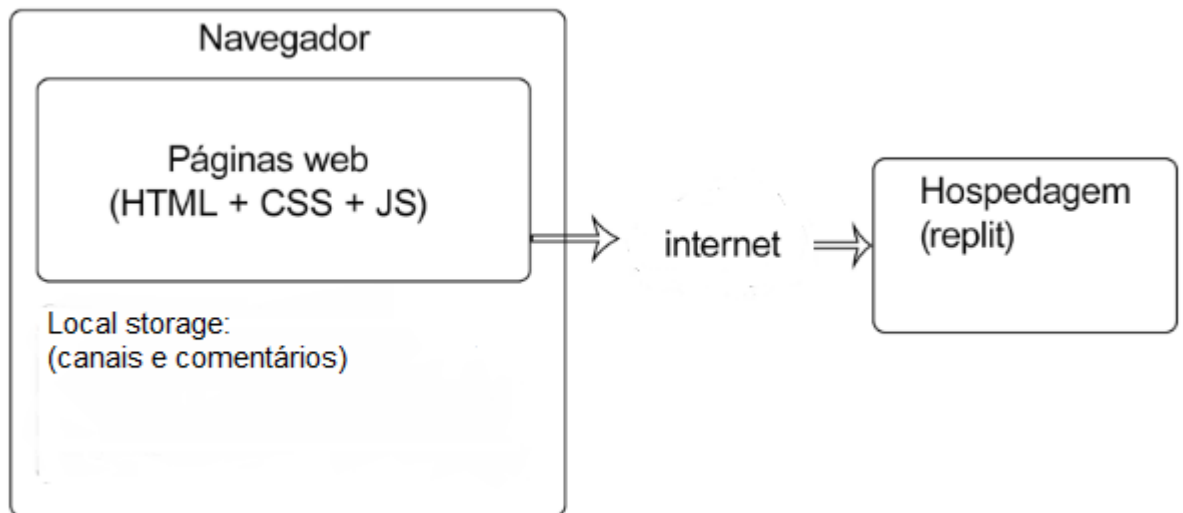 Navegador
Páginas web
(HTML + CSS + JS)
Local storage:
(canais e comentários)
internet
Hospedagem
(replit)